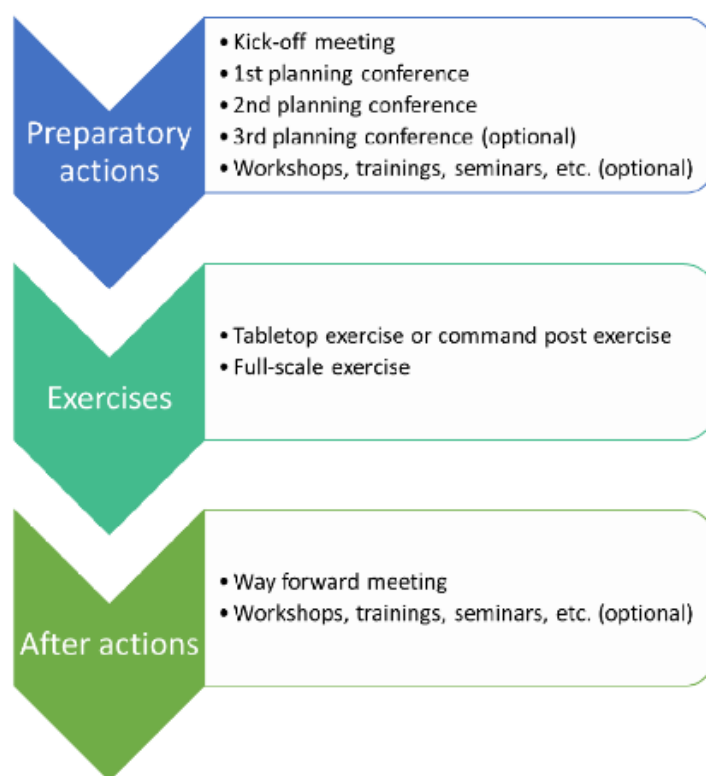 Preparatory
actions
• Kick-off meeting
• 1st planning conference
• 2nd planning conference
• 3rd planning conference (optional)
• Workshops, trainings, seminars, etc. (optional)
Exercises
• Tabletop exercise or command post exercise
• Full-scale exercise
After actions
• Way forward meeting
• Workshops, trainings, seminars, etc. (optional)